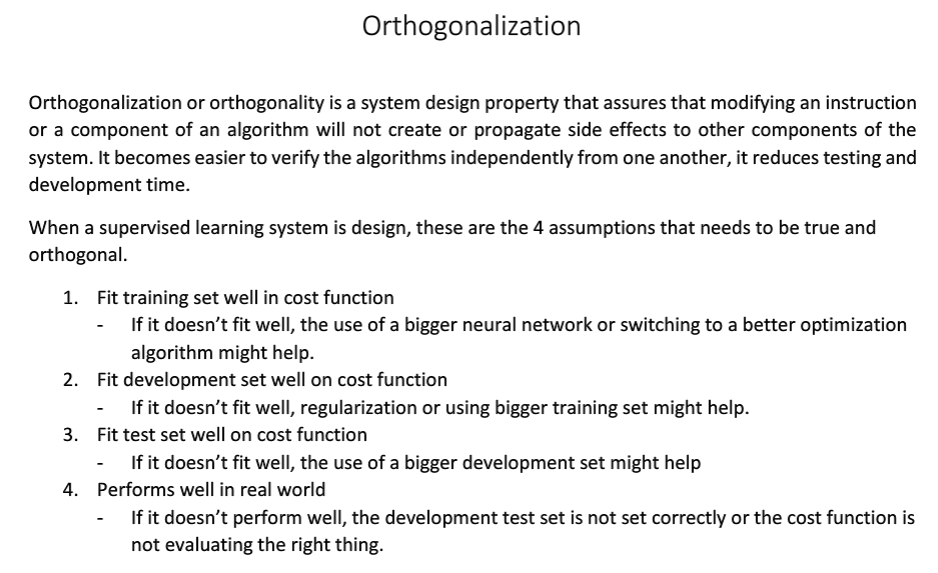 Orthogonalization
Orthogonalization or orthogonality is a system design property that assures that modifying an instruction
or a component of an algorithm will not create or propagate side effects to other components of the
system. It becomes easier to verify the algorithms independently from one another, it reduces testing and
development time.
When a supervised learning system is design, these are the 4 assumptions that needs to be true and
orthogonal.
1. Fit training set well in cost function
- If it doesn’t fit well, the use of a bigger neural network or switching to a better optimization
algorithm might help.
2. Fit development set well on cost function
- If it doesn’t fit well, regularization or using bigger training set might help.
3. Fit test set well on cost function
- If it doesn’t fit well, the use of a bigger development set might help
4. Performs well in real world
- If it doesn’t perform well, the development test set is not set correctly or the cost function is
not evaluating the right thing.